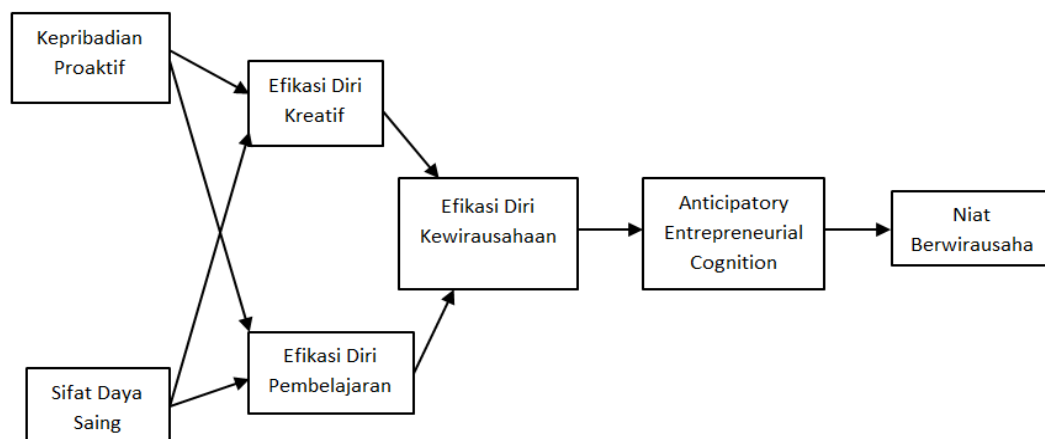 Kepribadian
Proaktif
Efikasi Diri
Kreatif
Efikasi Diri
Kewirausahaan
Anticipatory
Entrepreneurial
Cognition
Niat
Berwirausaha
Efikasi Diri
Pembelajaran
Sifat Daya
Saing